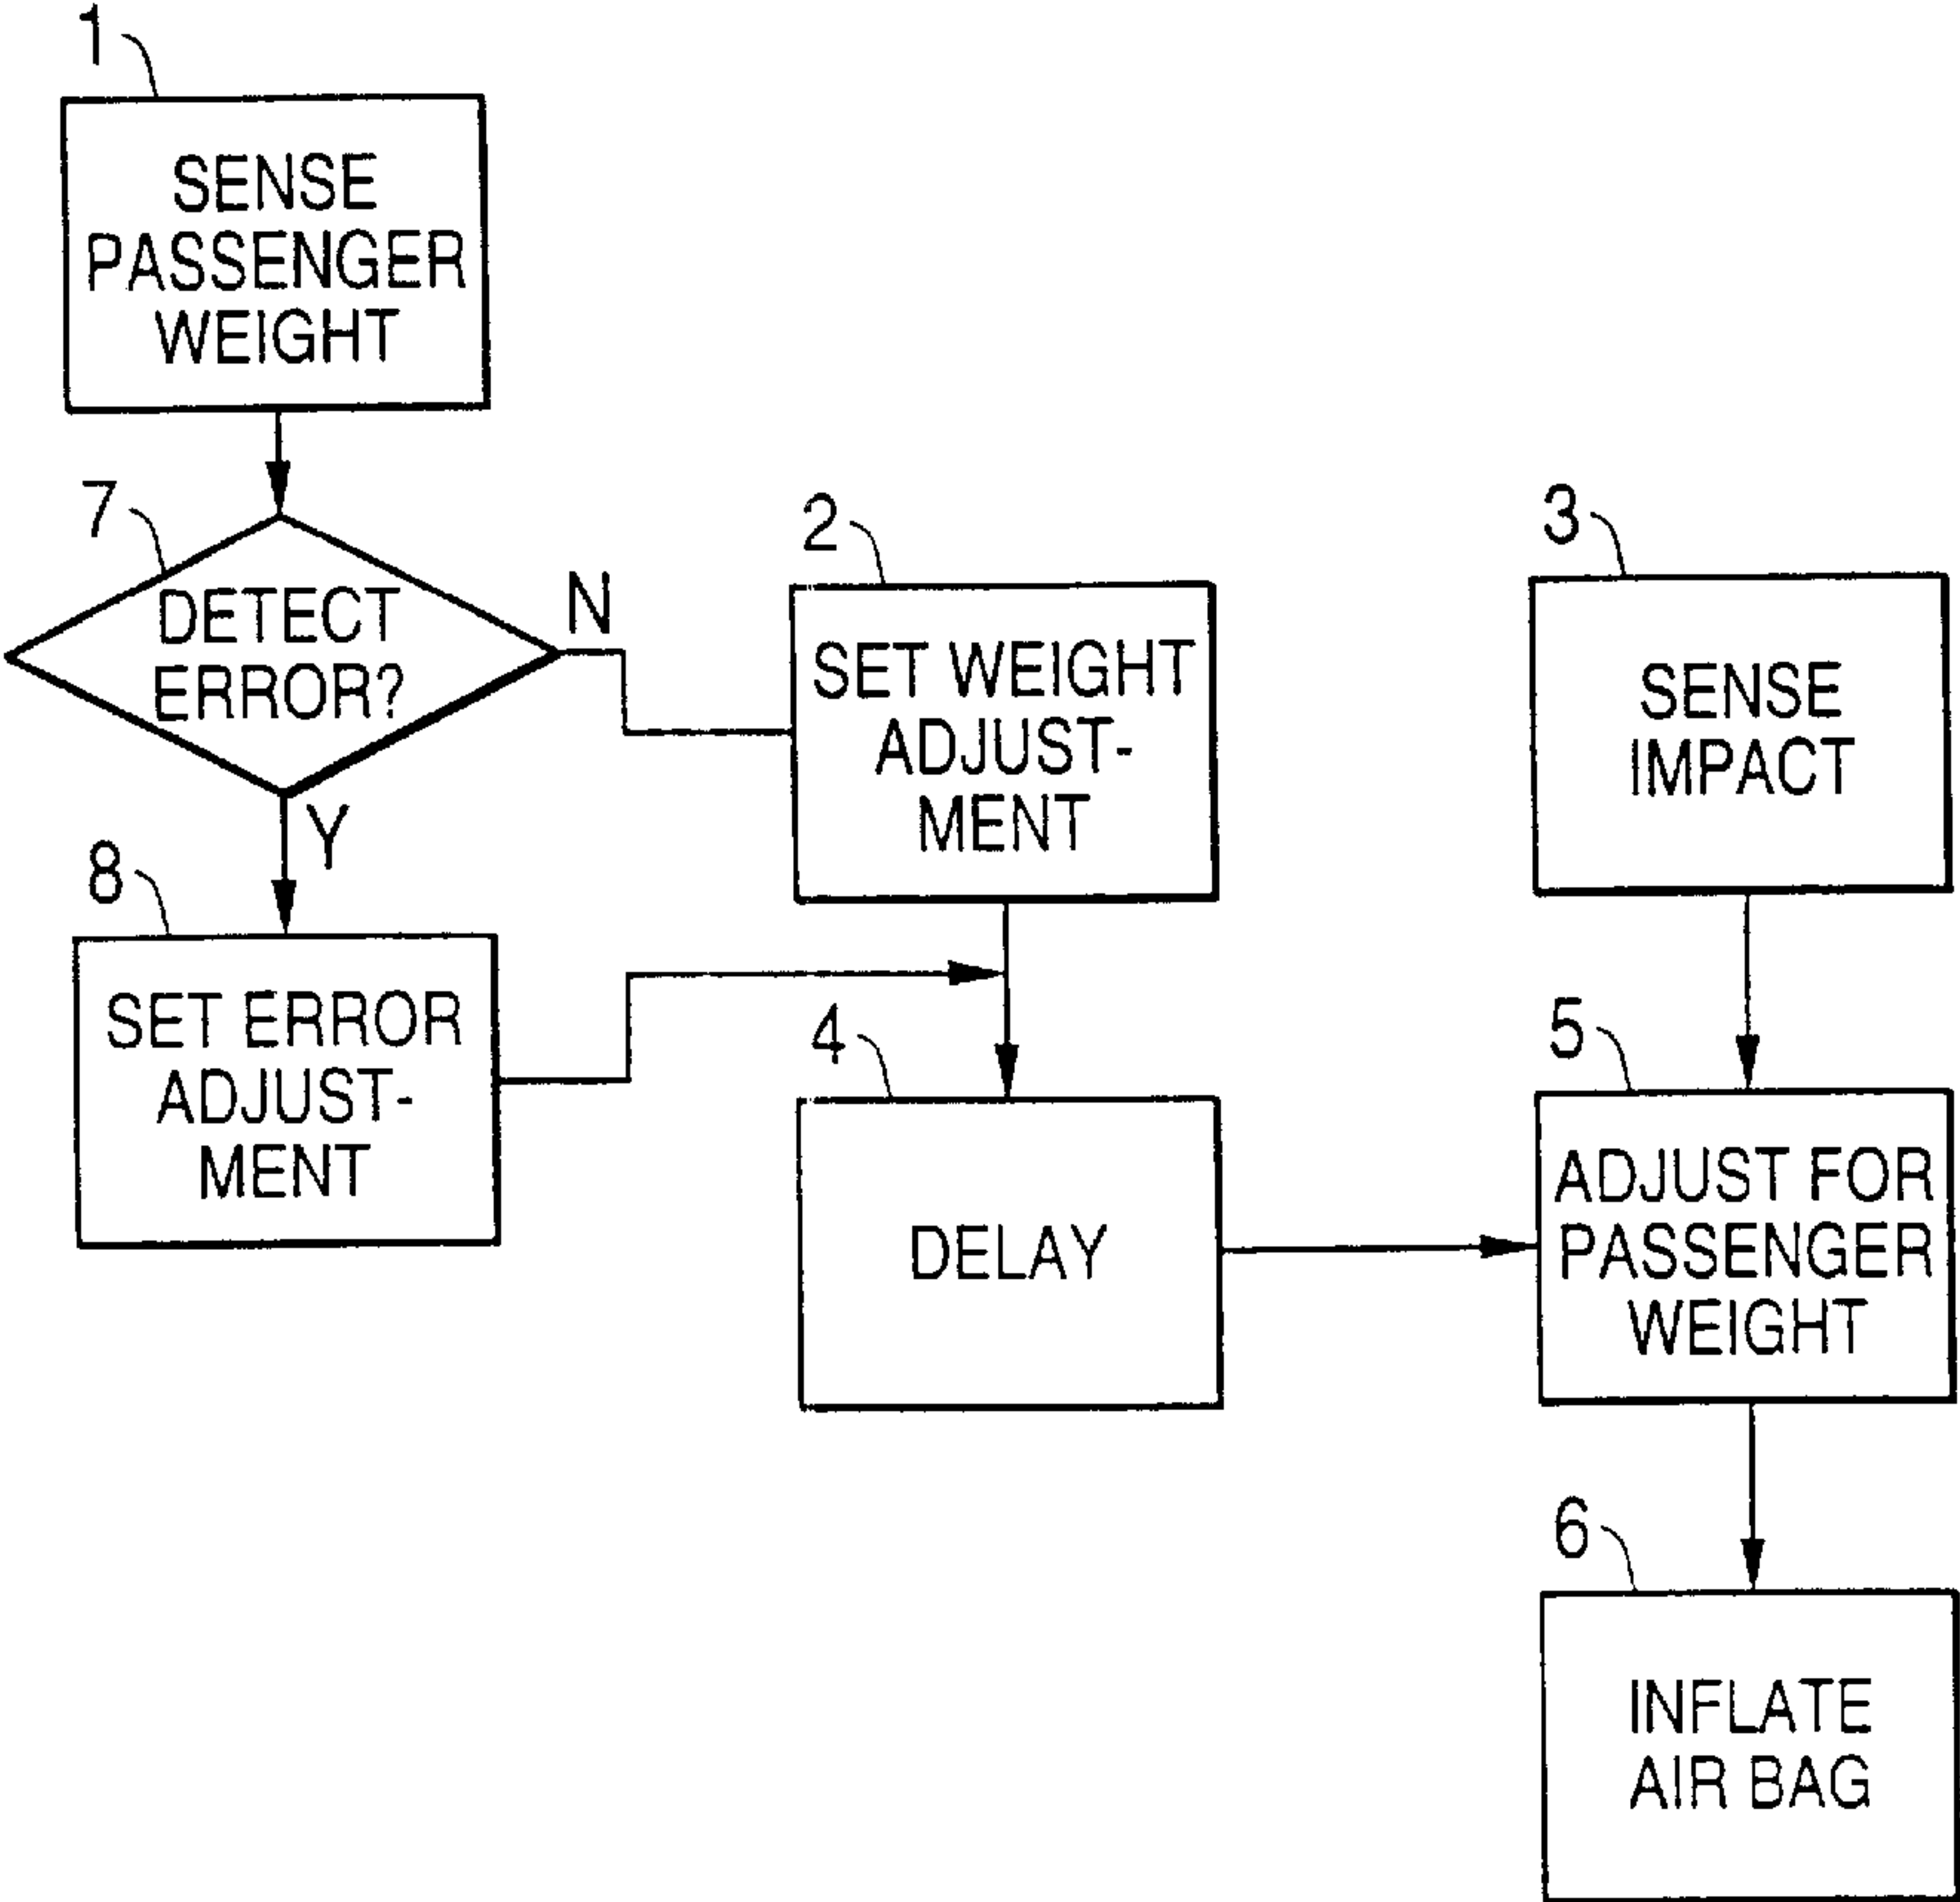 1
SENSE
PASSENGER
WEIGHT
7
DETECT
ERROR?
N
Y
2
SET WEIGHT
ADJUST-
MENT
3
SENSE
IMPACT
8
SET ERROR
ADJUST-
MENT
4
DELAY
5
ADJUST FOR
PASSENGER
WEIGHT
6
INFLATE
AIR BAG